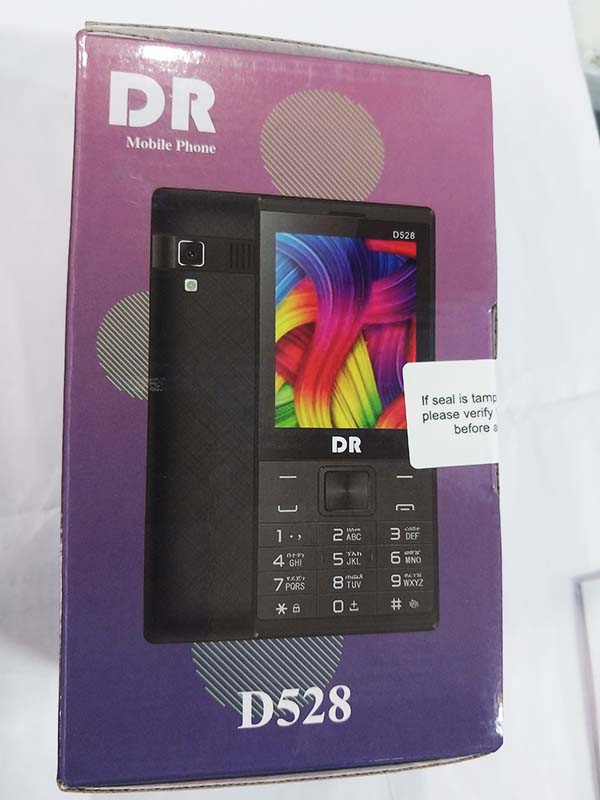 DR
Mobile Phone
D528
If seal is tamp
please verify
before a
DR
1 . ,
2 ABC
3 DEF
4 GHI
5 JKL
6 MNO
7 PQRS
8 TUV
9 WXYZ
*
0
#
D528